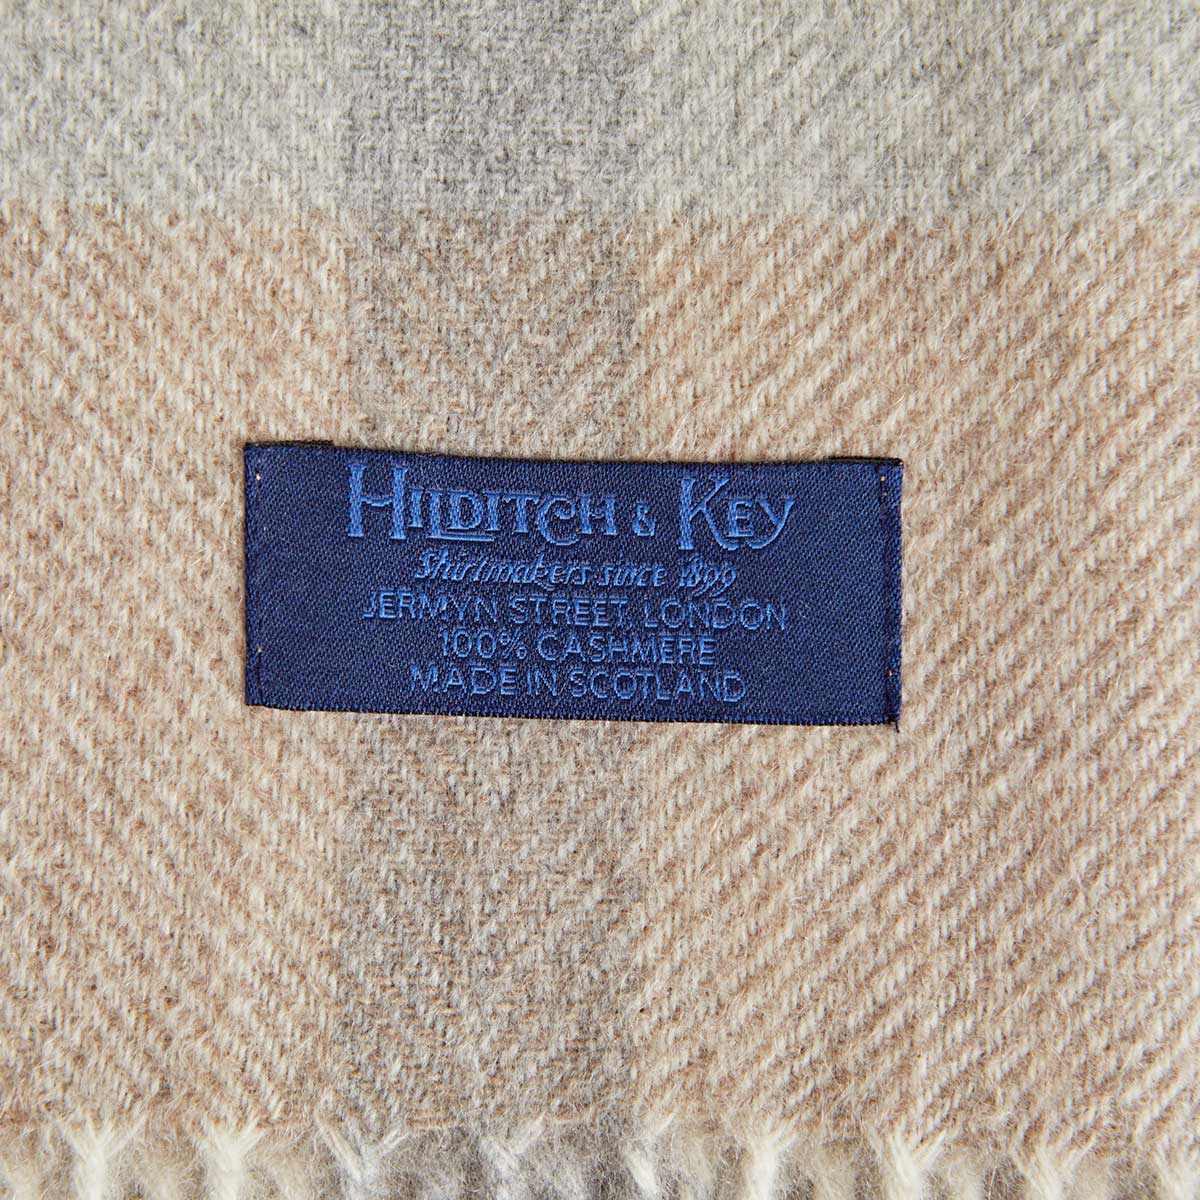 HILDITCH & KEY
Shirtmakers since 1899
JERMYN STREET, LONDON
100% CASHMERE
MADE IN SCOTLAND